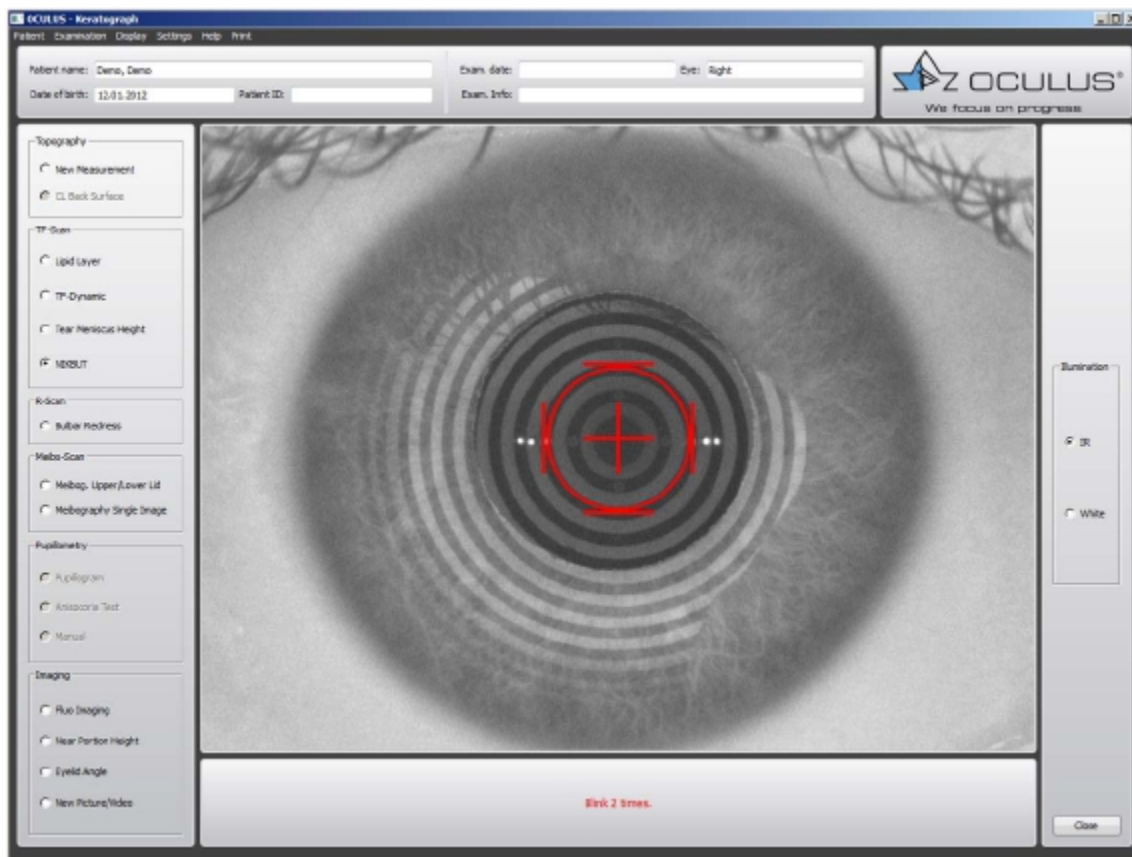 OCULUS - Keratograph
Patient Examination Display Settings Help Print
Patient name: Demo, Demo
Date of birth: 12.01.2012 Patient ID:
Exam. date: Eye: Right
Exam. Info:
OCULUS®
We focus on progress
Topography
New Measurement
CL Back Surface
TF-Scan
Lipid Layer
TF-Dynamic
Tear Meniscus Height
NIKBUT
R-Scan
Bulbar Redness
Meibo-Scan
Meibog. Upper/Lower Lid
Meibography Single Image
Pupillometry
Pupillogram
Anisocoria Test
Manual
Imaging
Fluo Imaging
Near Portion Height
Eyelid Angle
New Picture/Video
Illumination
IR
White
Blink 2 times.
Close